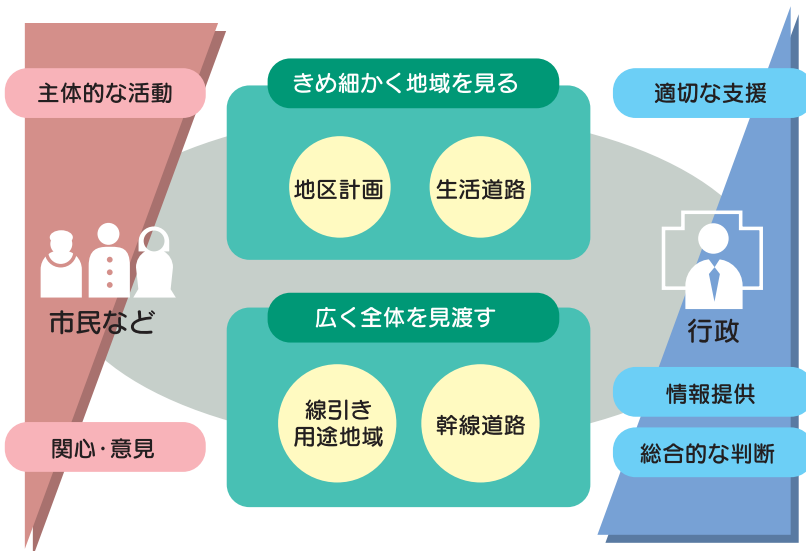 主体的な活動
市民など
関心・意見
きめ細かく地域を見る
地区計画
生活道路
広く全体を見渡す
線引き
用途地域
幹線道路
適切な支援
行政
情報提供
総合的な判断